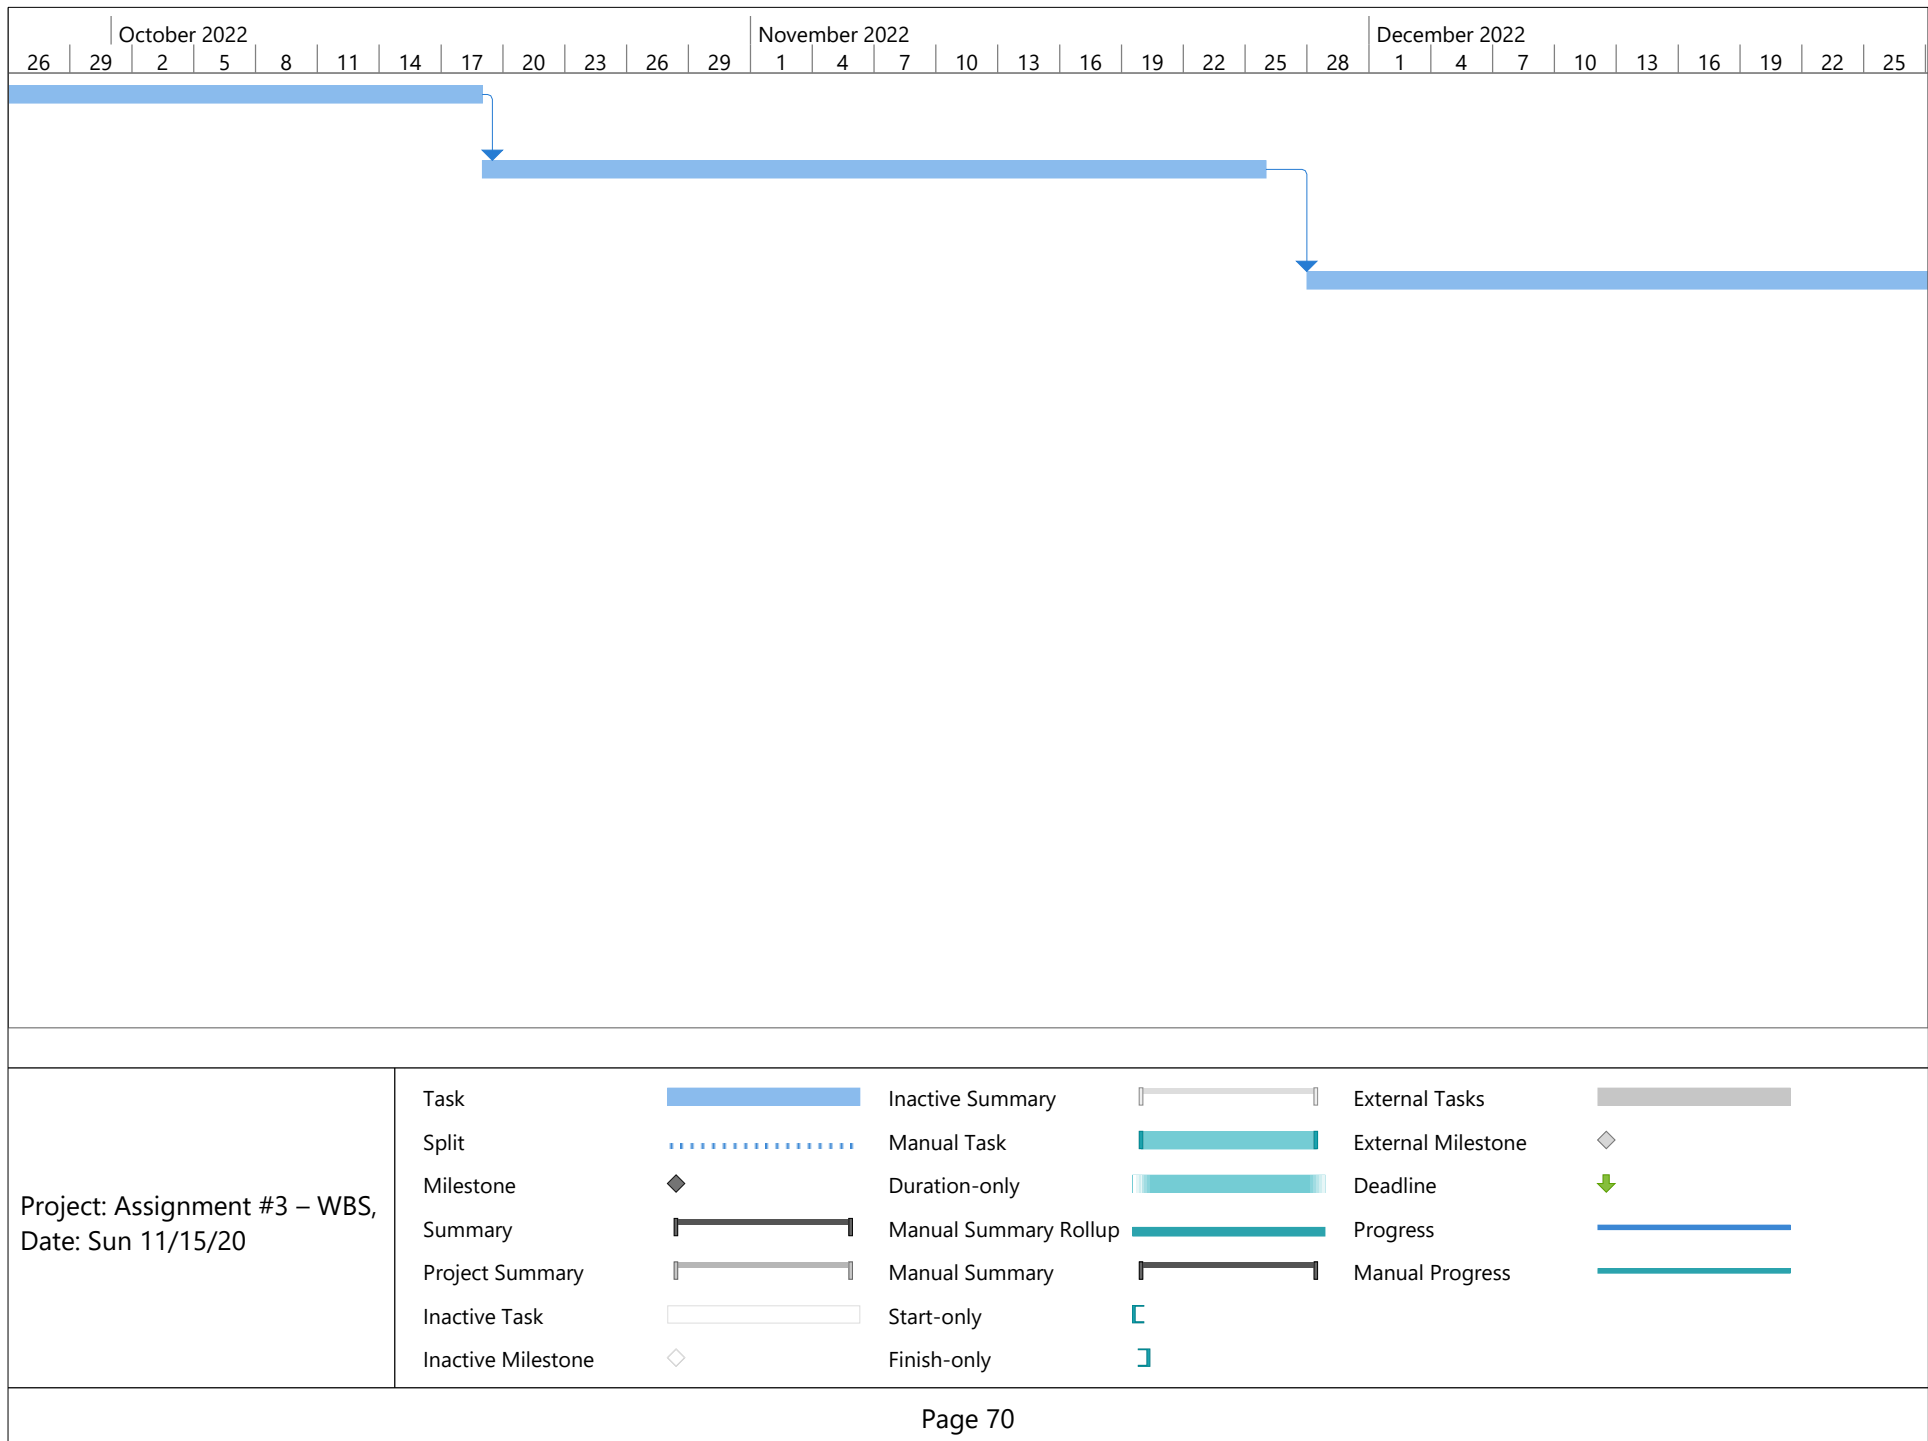 October 2022 November 2022 December 2022
26 29 2 5 8 11 14 17 20 23 26 29 1 4 7 10 13 16 19 22 25 28 1 4 7 10 13 16 19 22 25
Project: Assignment #3 – WBS,
Date: Sun 11/15/20
Task
Split
Milestone
Summary
Project Summary
Inactive Task
Inactive Milestone
Inactive Summary
Manual Task
Duration-only
Manual Summary Rollup
Manual Summary
Start-only
Finish-only
External Tasks
External Milestone
Deadline
Progress
Manual Progress
Page 70